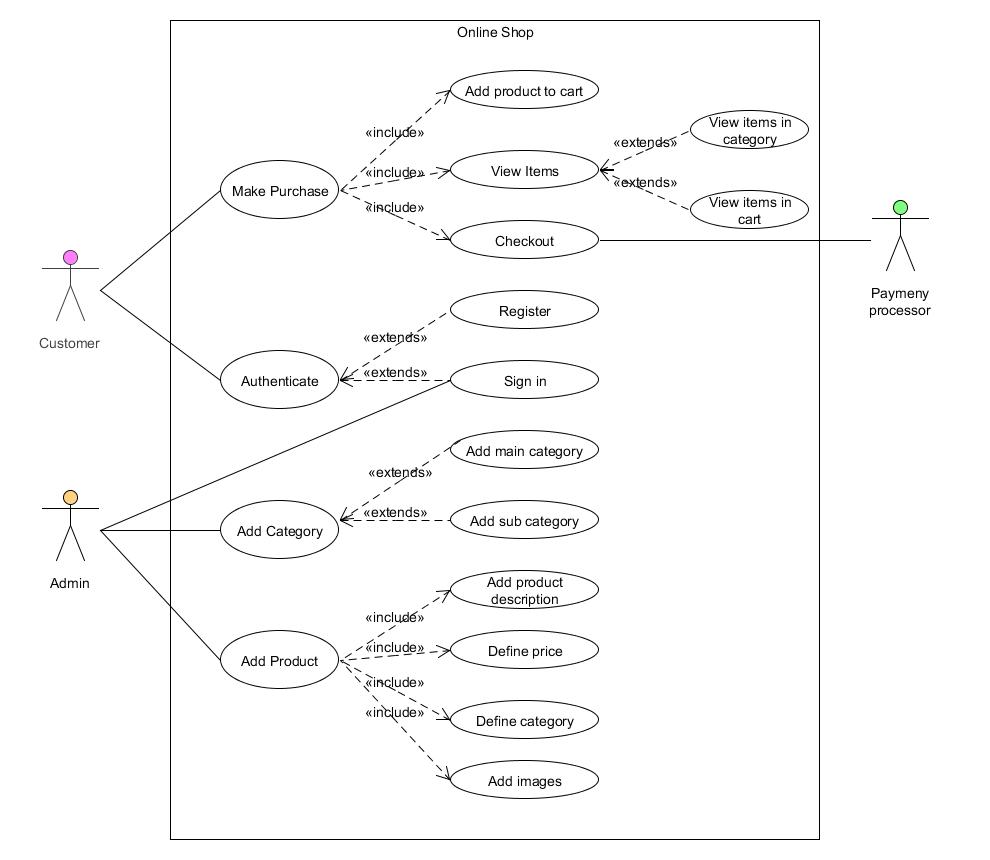 Online Shop
Add product to cart
«include»
View items in
category
«extends»
«include»
View Items
Make Purchase
«extends»
View items in
cart
«include»
Checkout
Customer
Paymeny
processor
Register
«extends»
«extends»
Authenticate
Sign in
Add main category
«extends»
«extends»
Add sub category
Add Category
Admin
Add product
description
«include»
«include»
Define price
Add Product
«include»
«include»
Define category
Add images